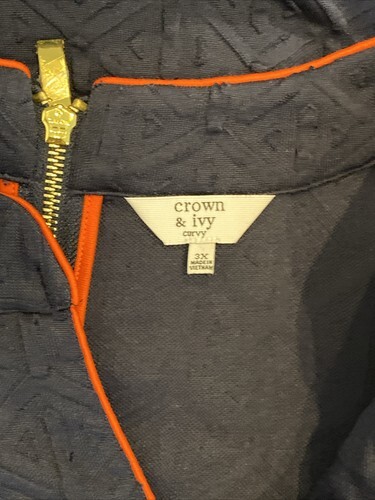 crown
& ivy
curvy
3X
MADE IN
VIETNAM